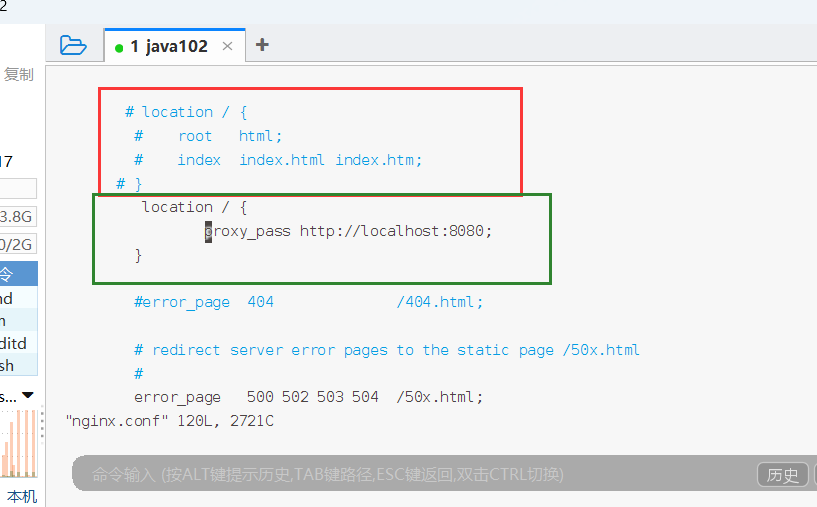 2
1 java102
复制
# location / {
#    root   html;
#    index  index.html index.htm;
# }
17
location / {
3.8G
proxy_pass http://localhost:8080;
0/2G
}
令
nd
#error_page  404              /404.html;
m
ditd
# redirect server error pages to the static page /50x.html
sh
#
s...
error_page   500 502 503 504  /50x.html;
"nginx.conf" 120L, 2721C
命令输入 (按ALT键提示历史,TAB键路径,ESC键返回,双击CTRL切换)
历史
本机